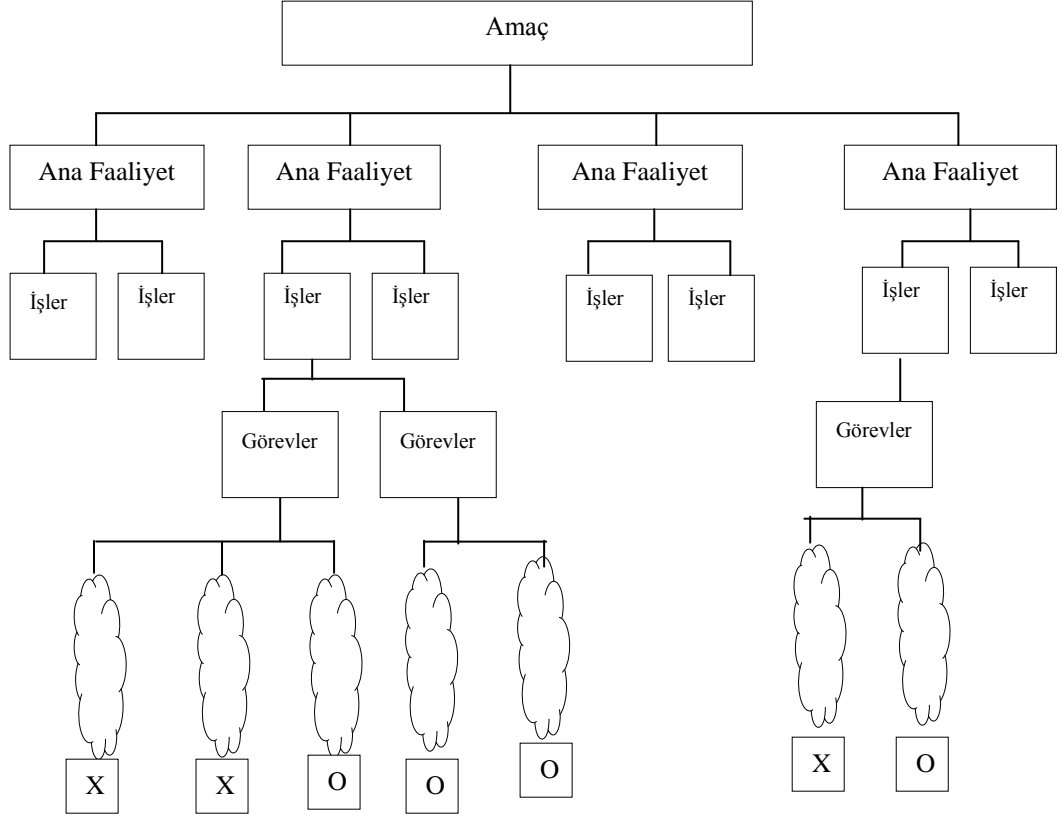 Amaç
Ana Faaliyet
Ana Faaliyet
Ana Faaliyet
Ana Faaliyet
İşler
İşler
İşler
İşler
İşler
İşler
İşler
İşler
Görevler
Görevler
Görevler
X
X
O
O
O
X
O